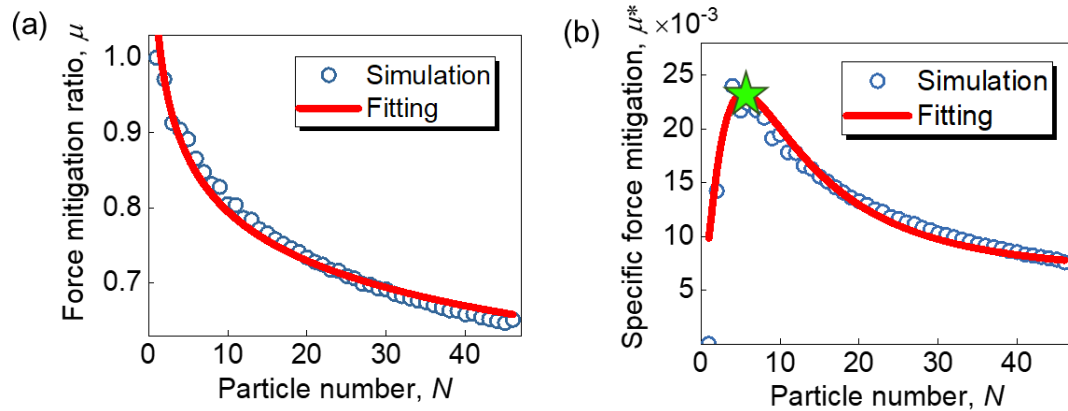 (a)
Force mitigation ratio, μ
1.0
0.9
0.8
0.7
0
10
20
30
40
Particle number, N
Simulation
Fitting
(b)
Specific force mitigation, μ* ×10⁻³
25
20
15
10
5
0
10
20
30
40
Particle number, N
Simulation
Fitting